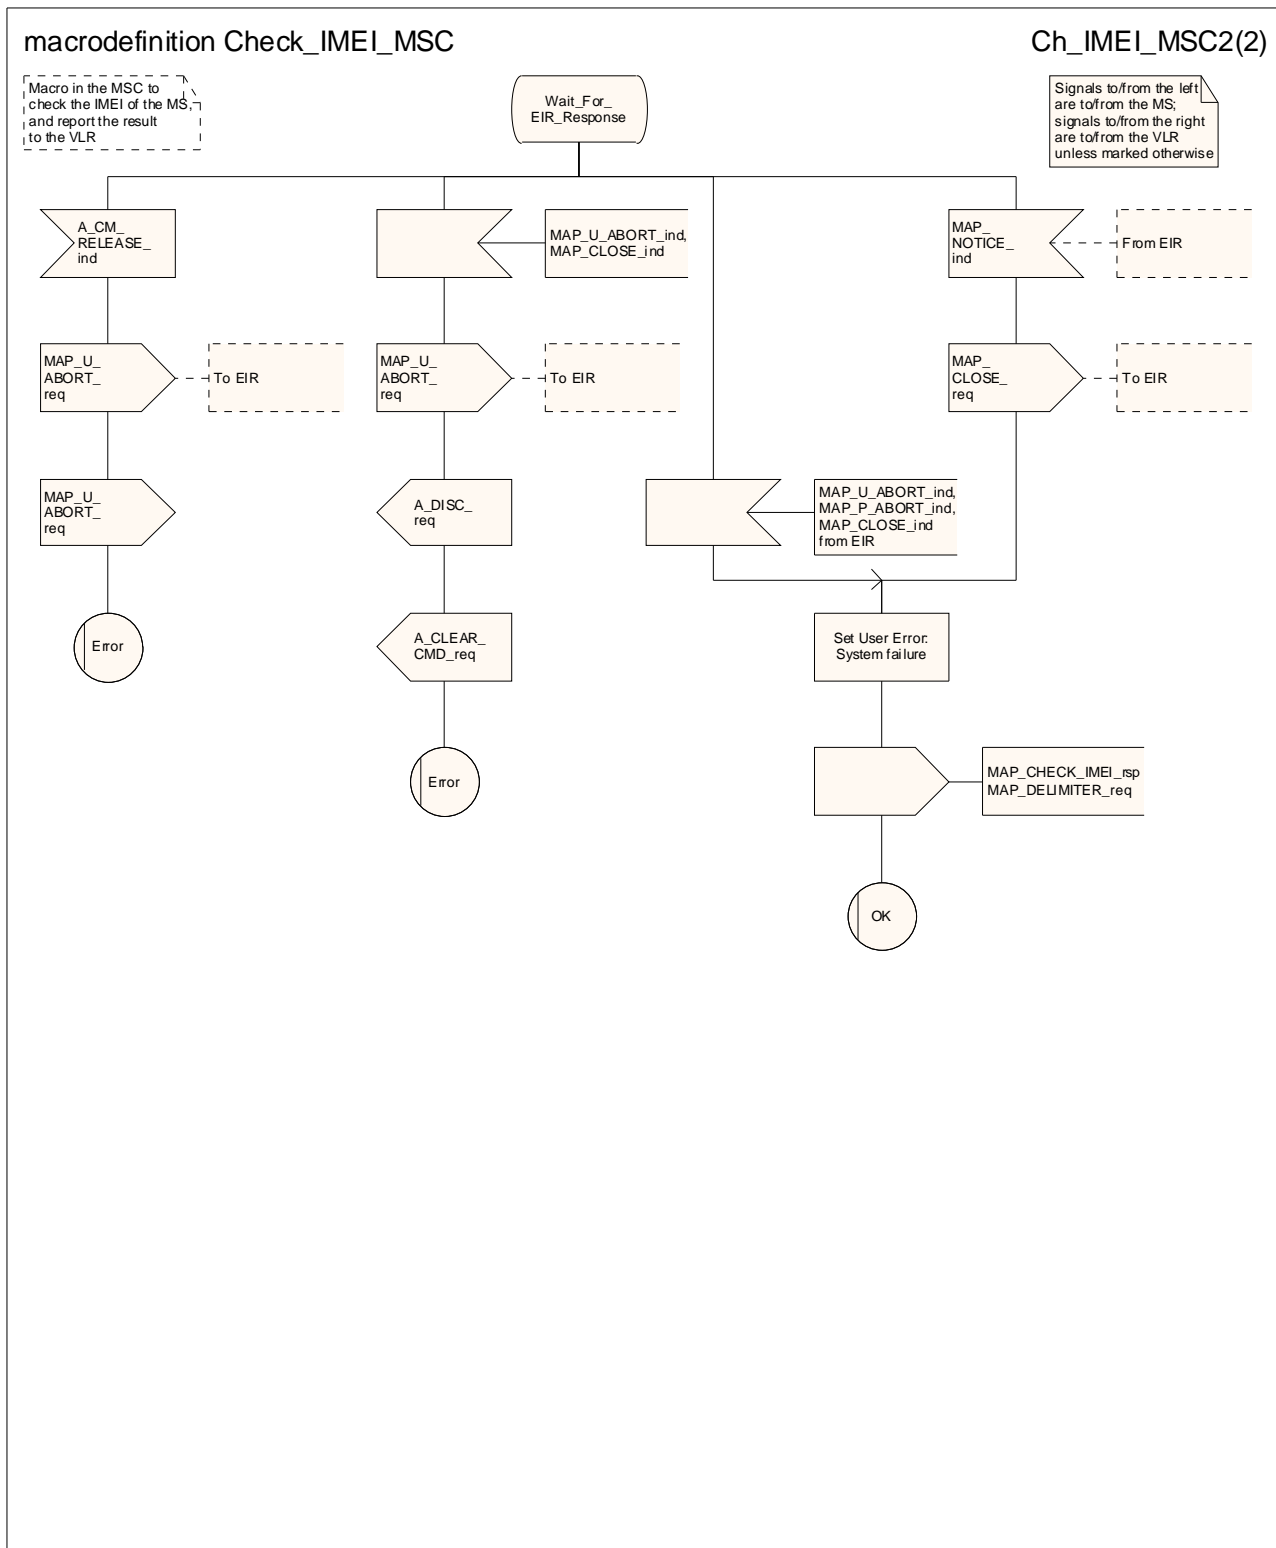 macrodefinition Check_IMEI_MSC
Ch_IMEI_MSC2(2)
Macro in the MSC to
check the IMEI of the MS,
and report the result
to the VLR
Wait_For_
EIR_Response
Signals to/from the left
are to/from the MS;
signals to/from the right
are to/from the VLR
unless marked otherwise
A_CM_
RELEASE_
ind
MAP_U_ABORT_ind,
MAP_CLOSE_ind
MAP_
NOTICE_
ind
From EIR
MAP_U_
ABORT_
req
To EIR
MAP_U_
ABORT_
req
To EIR
MAP_
CLOSE_
req
To EIR
MAP_U_
ABORT_
req
A_DISC_
req
MAP_U_ABORT_ind,
MAP_P_ABORT_ind,
MAP_CLOSE_ind
from EIR
Error
A_CLEAR_
CMD_req
Set User Error:
System failure
Error
MAP_CHECK_IMEI_rsp
MAP_DELIMITER_req
OK